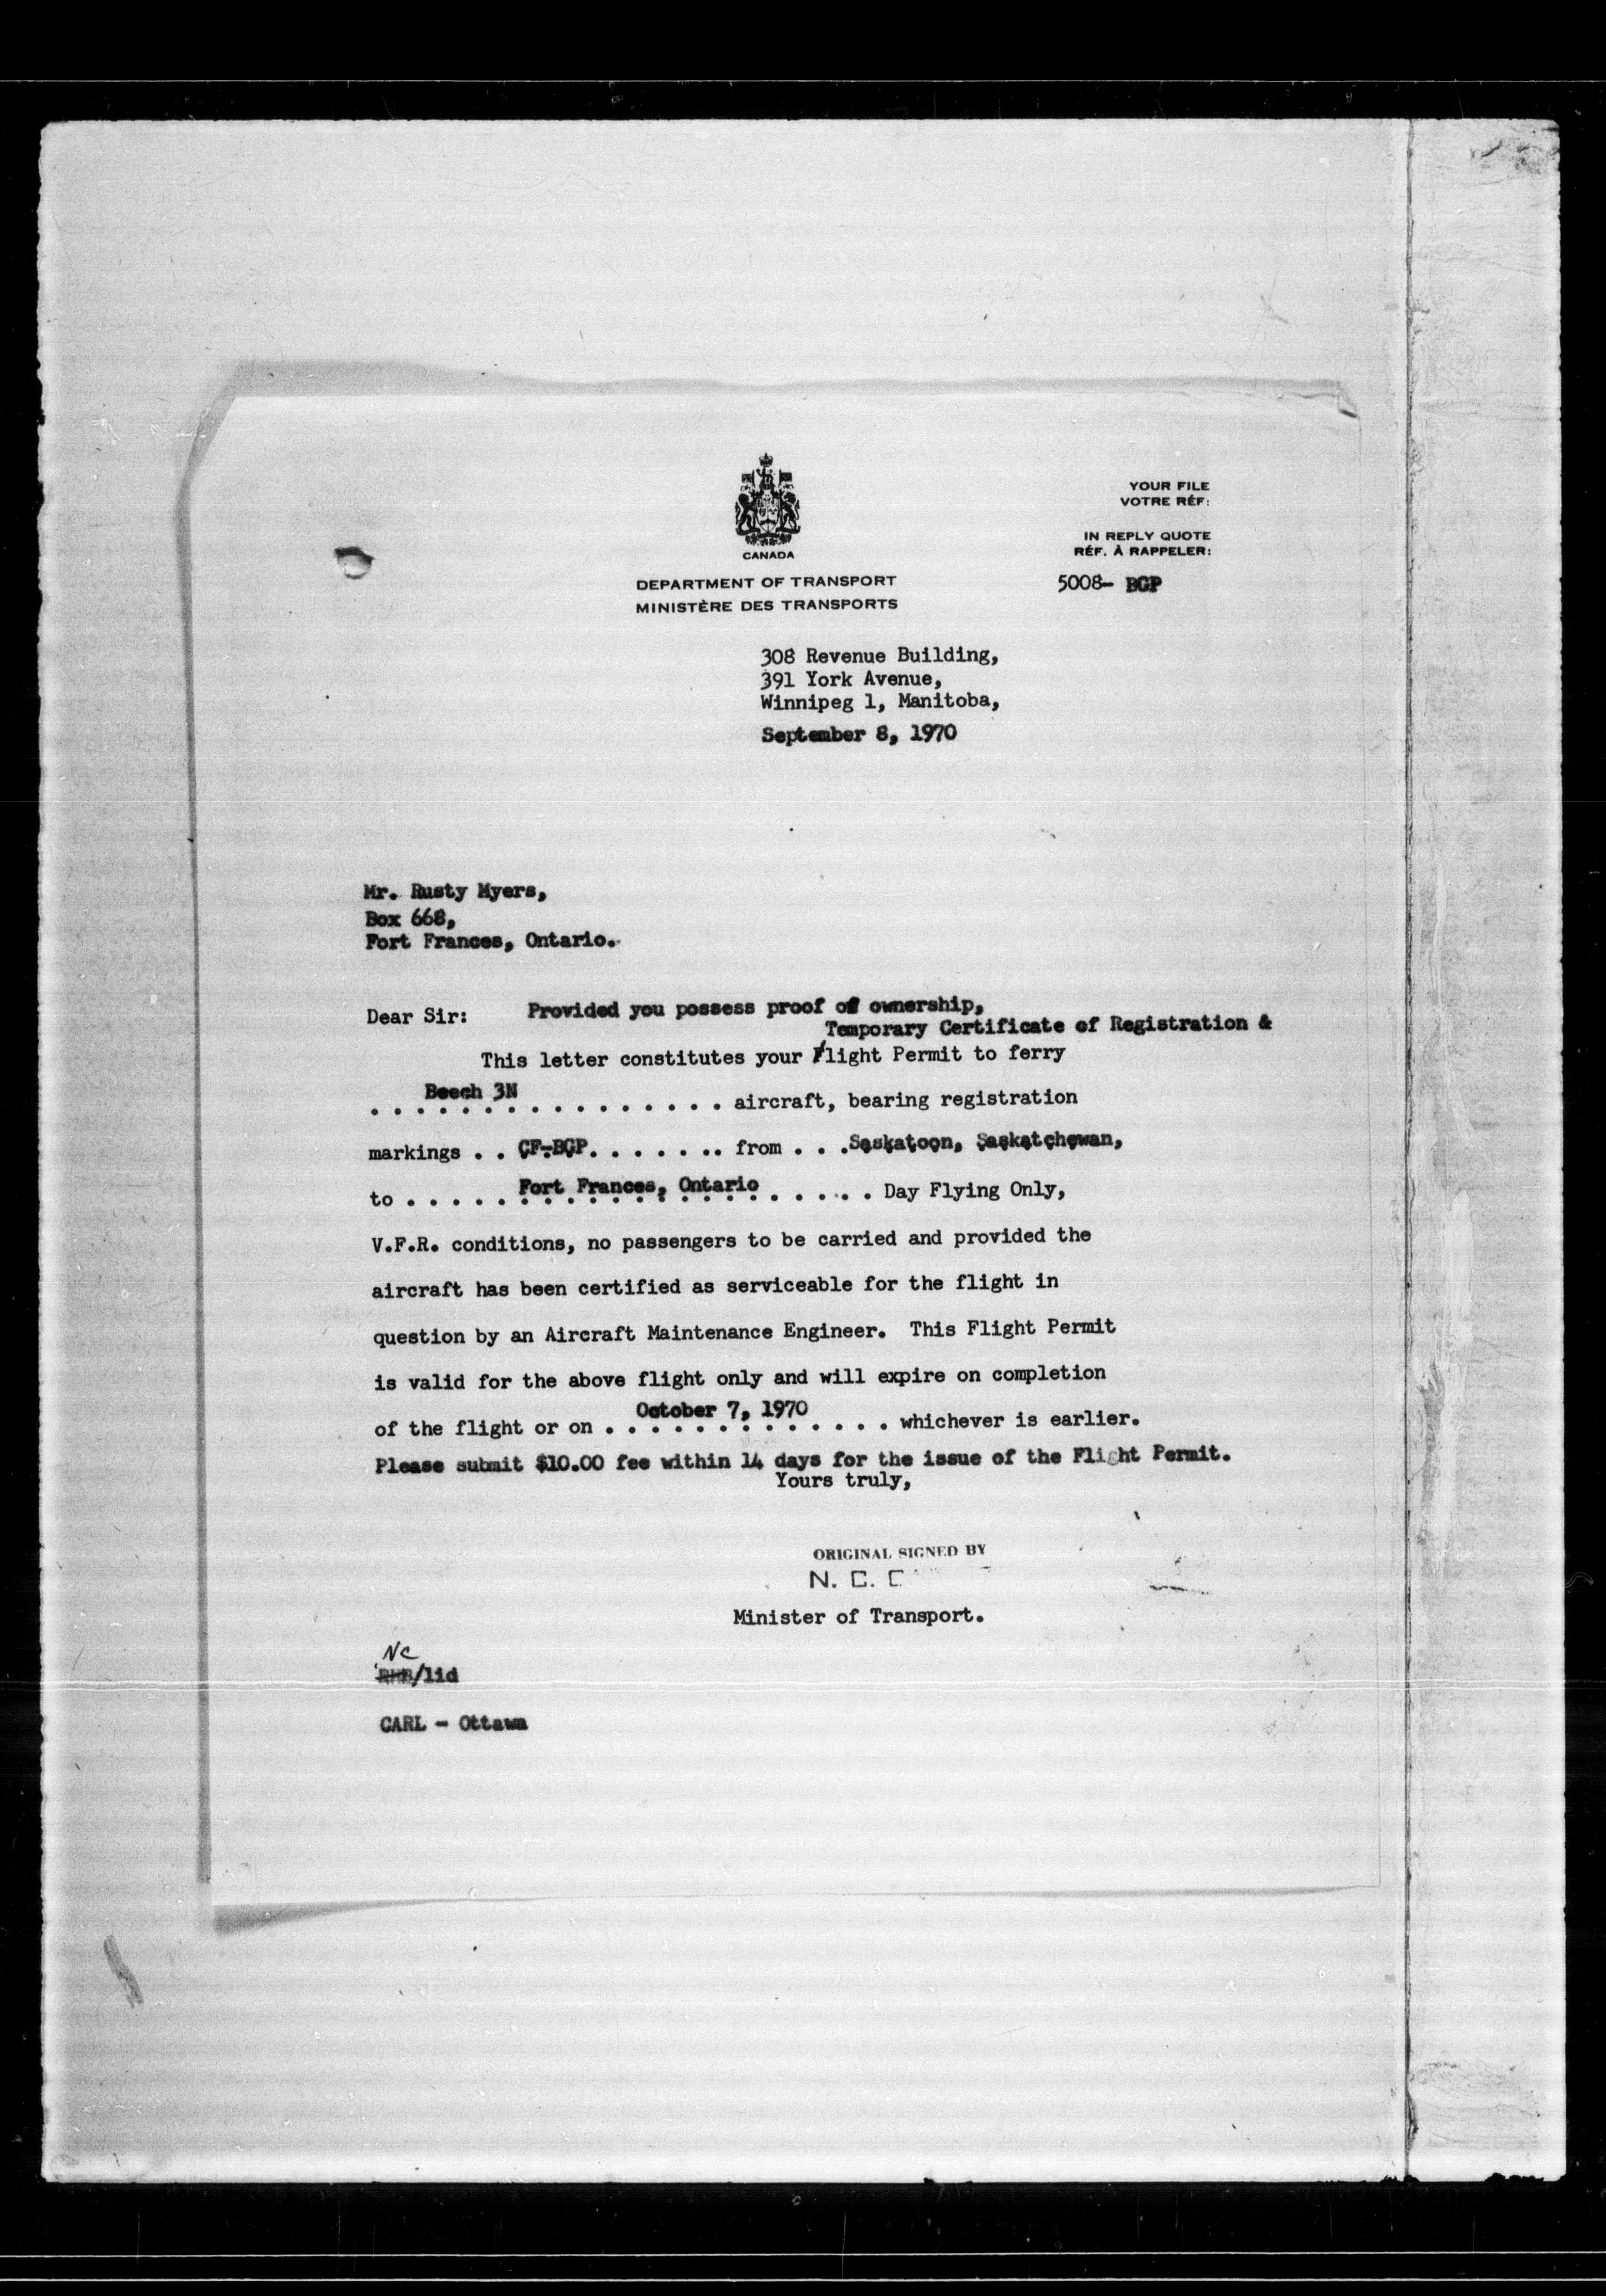 CANADA
DEPARTMENT OF TRANSPORT
MINISTÈRE DES TRANSPORTS
YOUR FILE
VOTRE RÉF:
IN REPLY QUOTE
RÉF. À RAPPELER:
5008- BGP
308 Revenue Building,
391 York Avenue,
Winnipeg 1, Manitoba,
September 8, 1970
Mr. Rusty Myers,
Box 668,
Fort Frances, Ontario.
Dear Sir: Provided you possess proof of ownership,
Temporary Certificate of Registration &
This letter constitutes your Flight Permit to ferry
Beech 3N
. . . . . . . . . . . . . . . . aircraft, bearing registration
markings . . CF-BGP. . . . . . .. from . . .Saskatoon, Saskatchewan,
to . . . . . Fort Frances, Ontario . . . . . Day Flying Only,
V.F.R. conditions, no passengers to be carried and provided the
aircraft has been certified as serviceable for the flight in
question by an Aircraft Maintenance Engineer. This Flight Permit
is valid for the above flight only and will expire on completion
October 7, 1970
of the flight or on . . . . . . . . . . . . . whichever is earlier.
Please submit $10.00 fee within 14 days for the issue of the Flight Permit.
Yours truly,
ORIGINAL SIGNED BY
N. C.
Minister of Transport.
NC
/lid
CARL - Ottawa